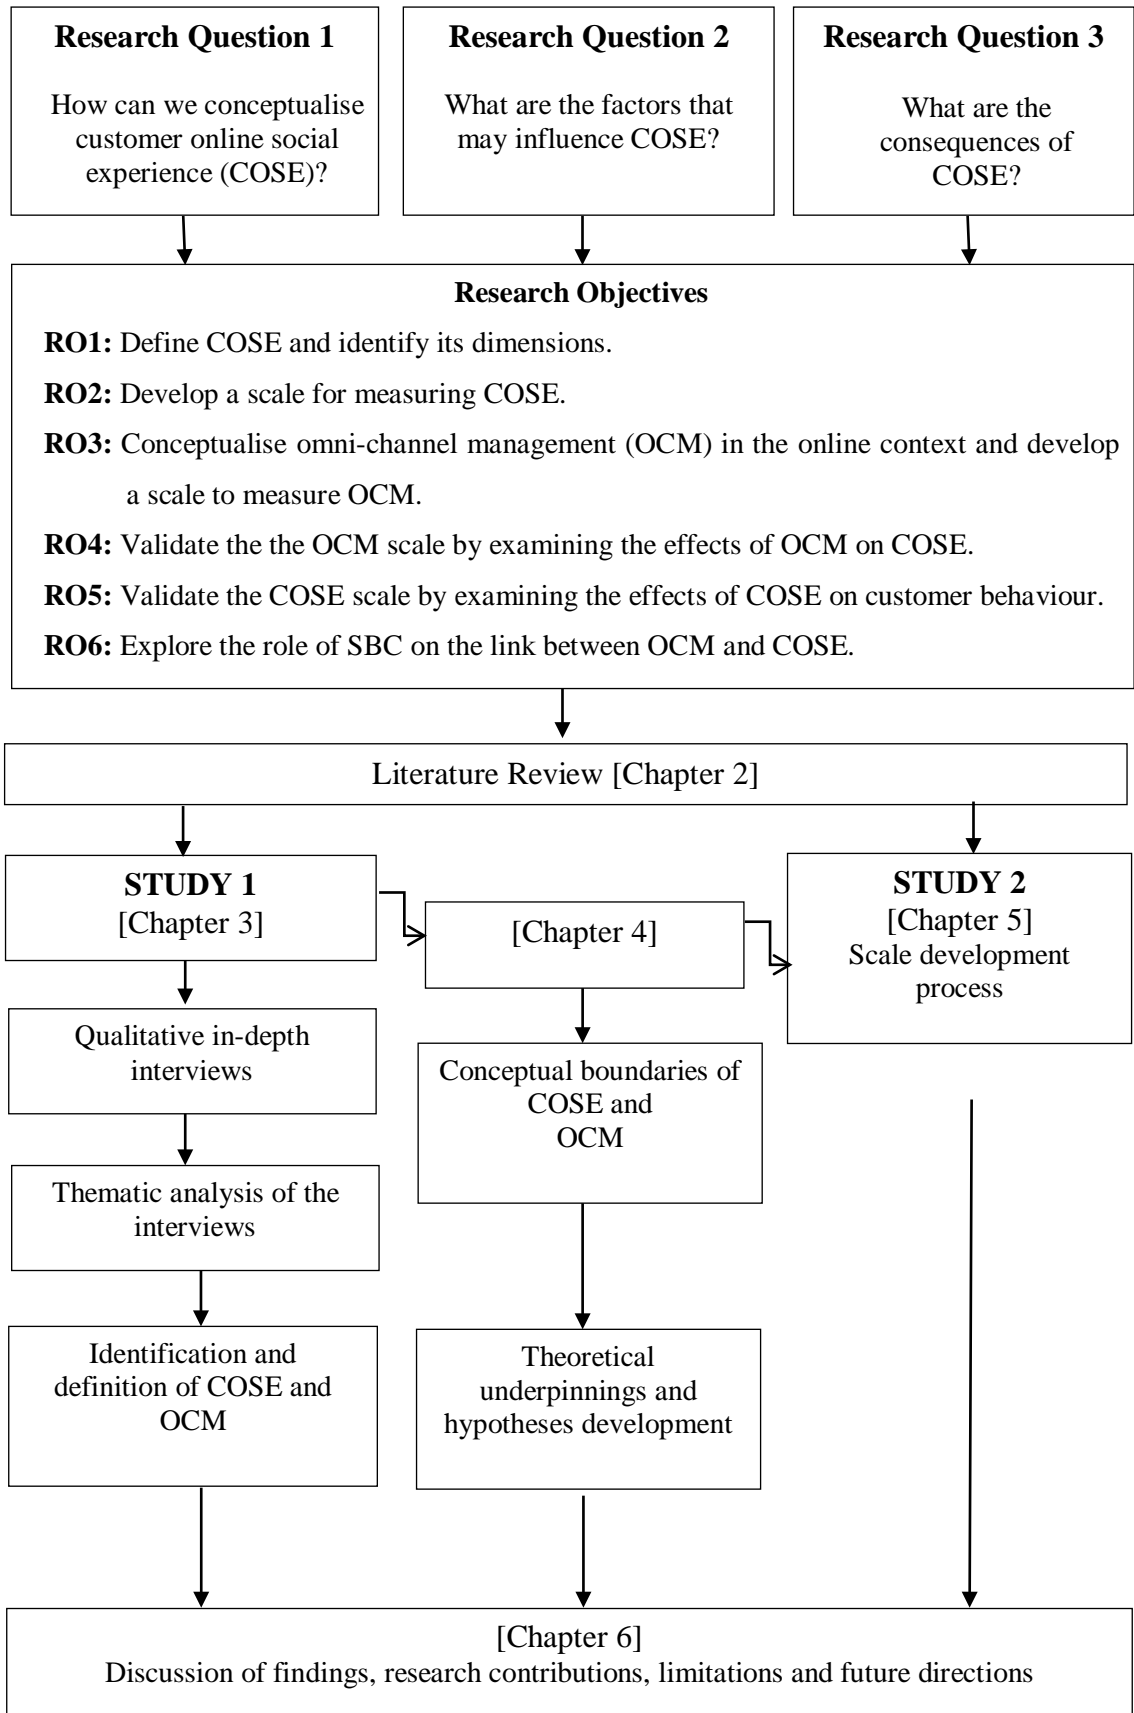 Research Question 1
How can we conceptualise
customer online social
experience (COSE)?
Research Question 2
What are the factors that
may influence COSE?
Research Question 3
What are the
consequences of
COSE?
Research Objectives
RO1: Define COSE and identify its dimensions.
RO2: Develop a scale for measuring COSE.
RO3: Conceptualise omni-channel management (OCM) in the online context and develop
a scale to measure OCM.
RO4: Validate the the OCM scale by examining the effects of OCM on COSE.
RO5: Validate the COSE scale by examining the effects of COSE on customer behaviour.
RO6: Explore the role of SBC on the link between OCM and COSE.
Literature Review [Chapter 2]
STUDY 1
[Chapter 3]
[Chapter 4]
STUDY 2
[Chapter 5]
Scale development
process
Qualitative in-depth
interviews
Conceptual boundaries of
COSE and
OCM
Thematic analysis of the
interviews
Identification and
definition of COSE and
OCM
Theoretical
underpinnings and
hypotheses development
[Chapter 6]
Discussion of findings, research contributions, limitations and future directions